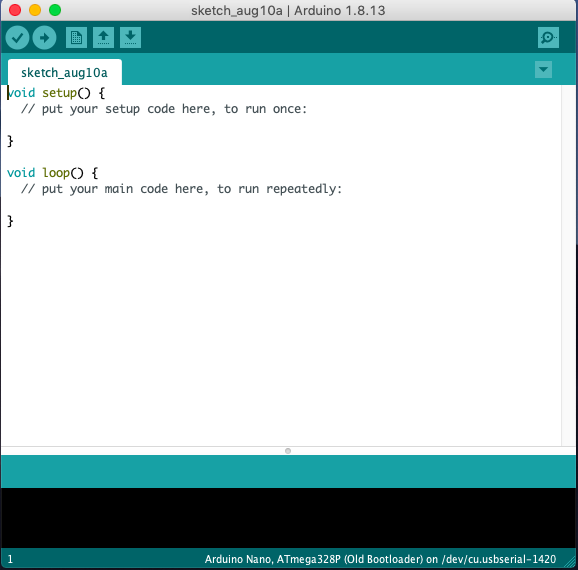 sketch_aug10a | Arduino 1.8.13
sketch_aug10a
void setup() {
  // put your setup code here, to run once:
}
void loop() {
  // put your main code here, to run repeatedly:
}
1
Arduino Nano, ATmega328P (Old Bootloader) on /dev/cu.usbserial-1420